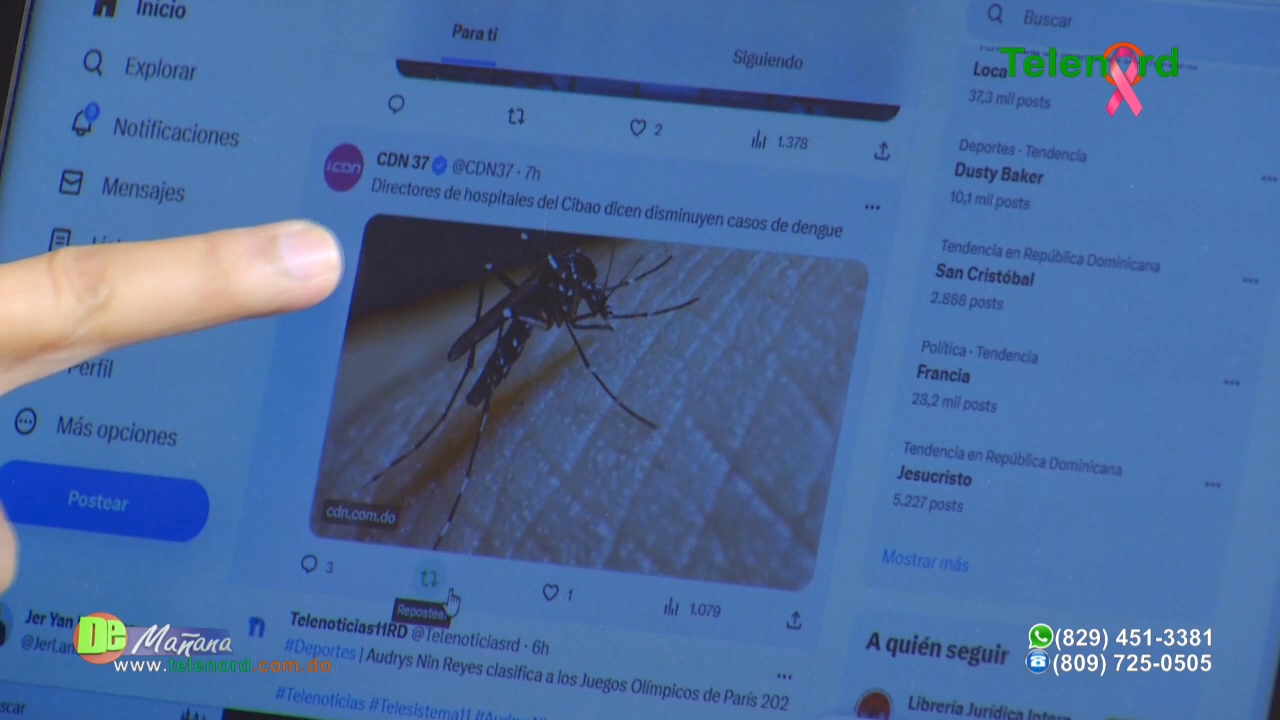 Inicio
Explorar
Notificaciones
Mensajes
Perfil
Más opciones
Postear
Jer Yan
Para ti
Siguiendo
2
1.378
CDN 37 @CDN37 · 7h
Directores de hospitales del Cibao dicen disminuyen casos de dengue
cdn.com.do
3
1
1.079
Repostear
Telenoticias11RD @Telenoticiasrd · 6h
#Deportes | Audrys Nin Reyes clasifica a los Juegos Olímpicos de París 202
#Telenoticias #Telesistema11
Buscar
Telenord
37,3 mil posts
Deportes · Tendencia
Dusty Baker
10,1 mil posts
Tendencia en República Dominicana
San Cristóbal
2.888 posts
Política · Tendencia
Francia
28,2 mil posts
Tendencia en República Dominicana
Jesucristo
5.227 posts
Mostrar más
A quién seguir
Librería Jurídica
De Mañana
www.telenord.com.do
(829) 451-3381
(809) 725-0505